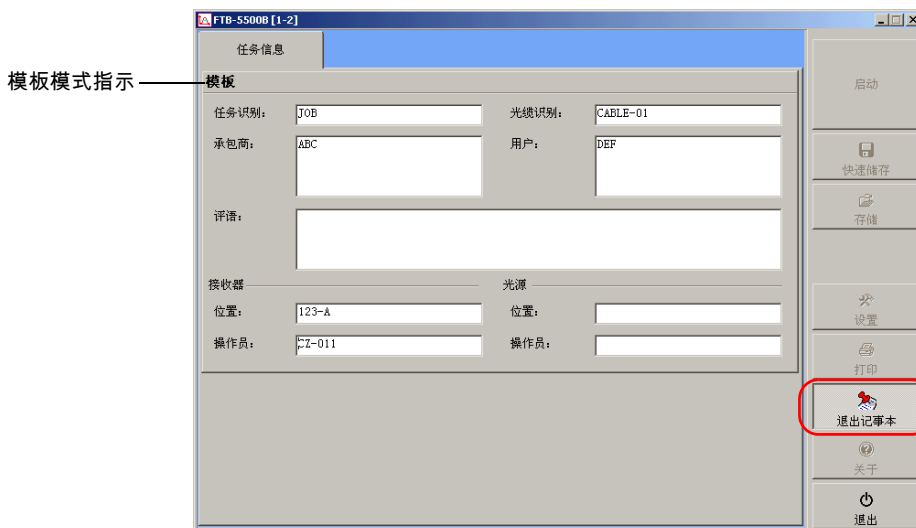 FTB-5500B [1-2]
任务信息
模板模式指示
模板
任务识别： JOB 光缆识别： CABLE-01
承包商： ABC 用户： DEF
评语：
接收器 光源
位置： 123-A 位置：
操作员： CZ-011 操作员：
启动
快速储存
存储
设置
打印
退出记事本
关于
退出